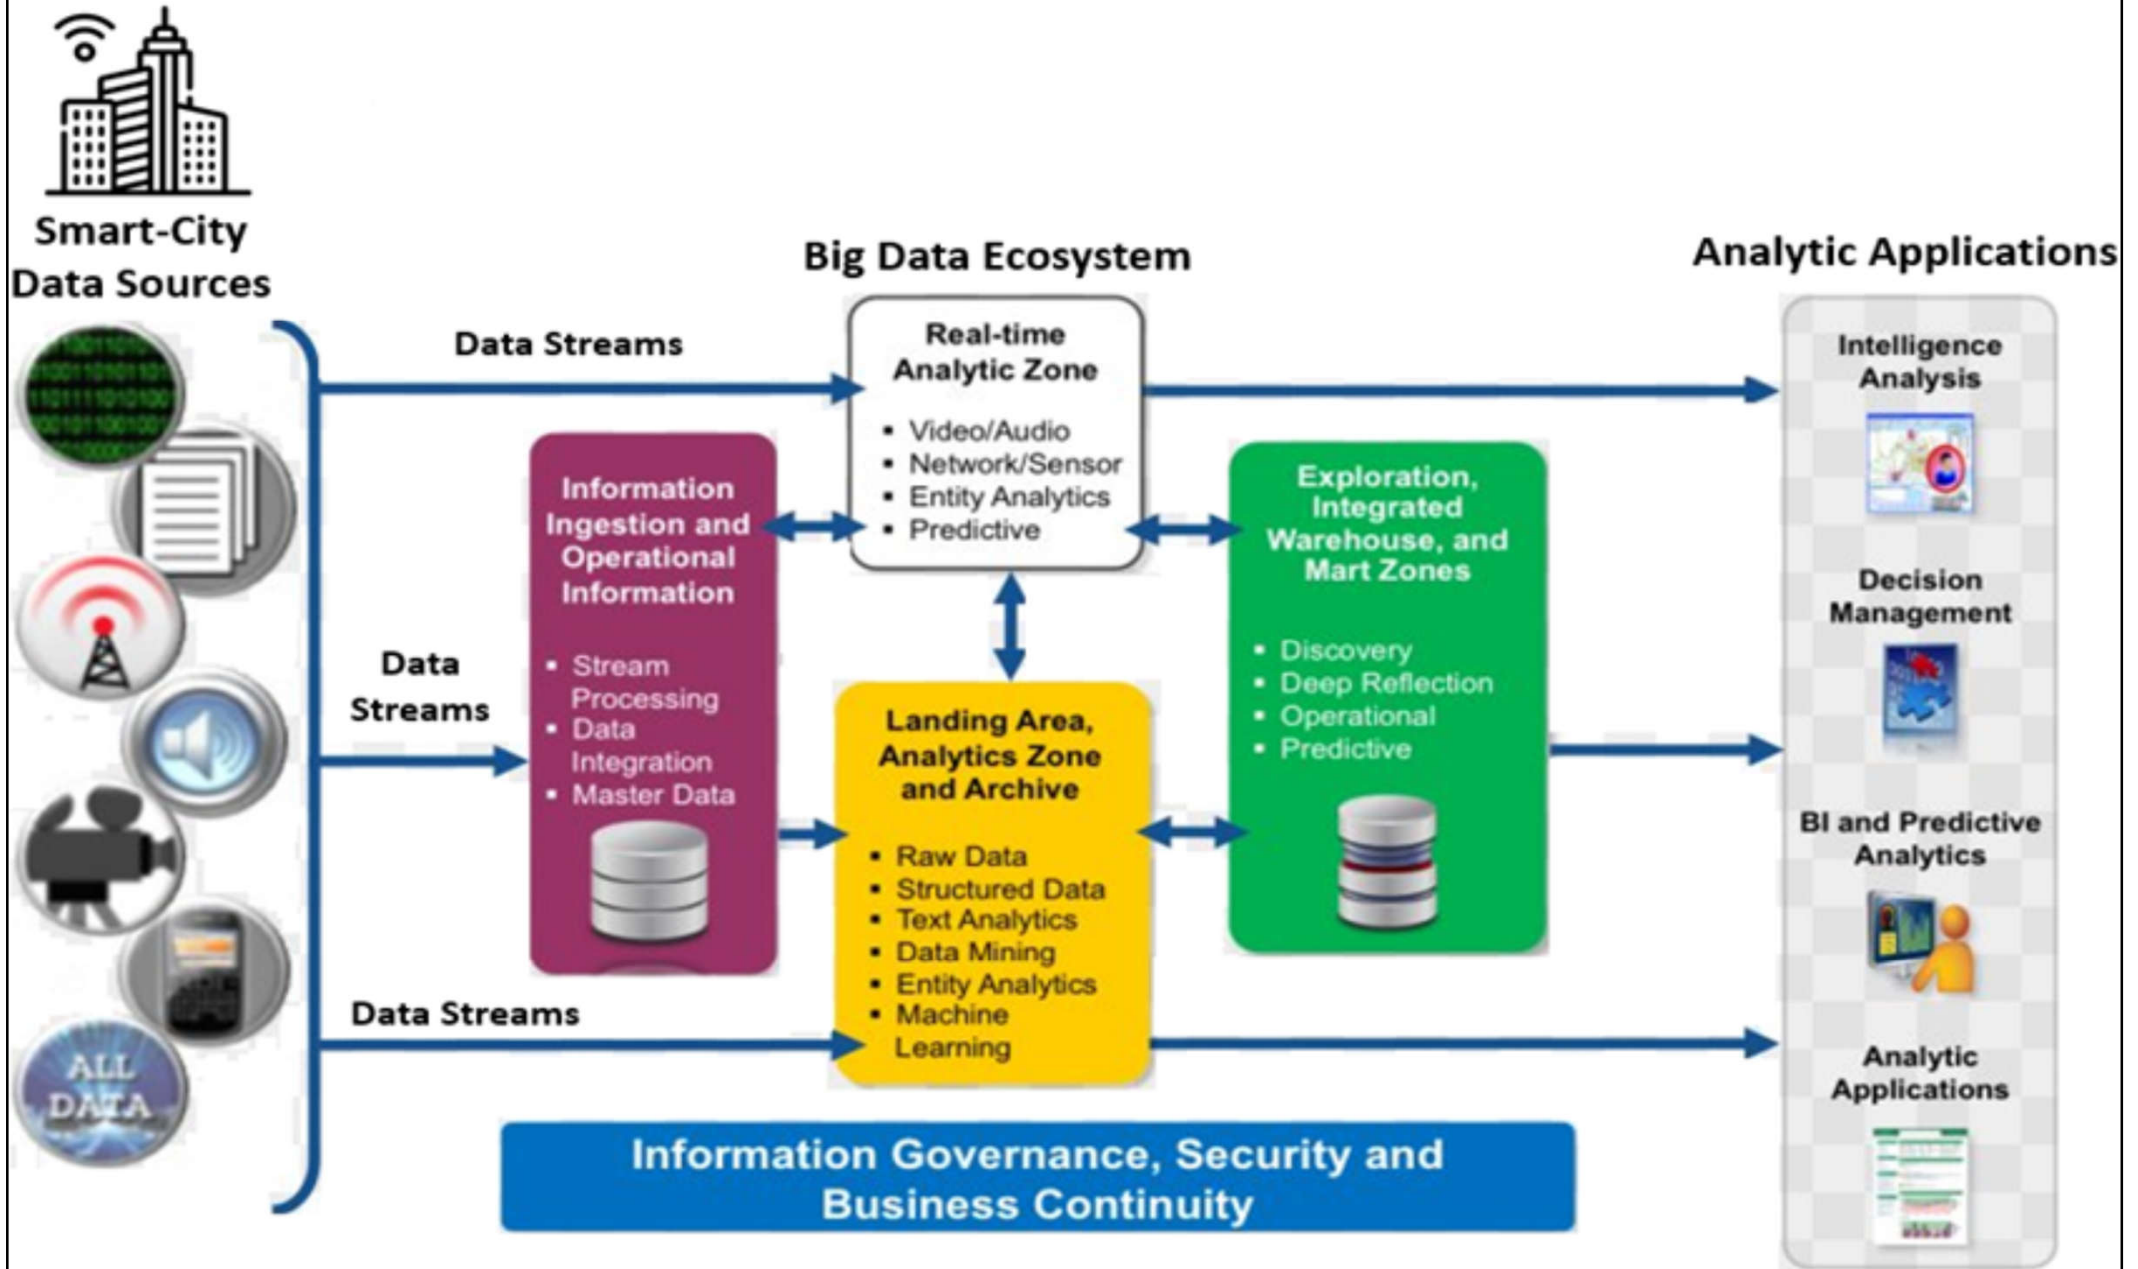 Smart-City
Data Sources
ALL
DATA
Data Streams
Data
Streams
Data Streams
Big Data Ecosystem
Information
Ingestion and
Operational
Information
▪ Stream
Processing
▪ Data
Integration
▪ Master Data
Real-time
Analytic Zone
▪ Video/Audio
▪ Network/Sensor
▪ Entity Analytics
▪ Predictive
Landing Area,
Analytics Zone
and Archive
▪ Raw Data
▪ Structured Data
▪ Text Analytics
▪ Data Mining
▪ Entity Analytics
▪ Machine
Learning
Exploration,
Integrated
Warehouse, and
Mart Zones
▪ Discovery
▪ Deep Reflection
▪ Operational
▪ Predictive
Information Governance, Security and
Business Continuity
Analytic Applications
Intelligence
Analysis
Decision
Management
BI and Predictive
Analytics
Analytic
Applications